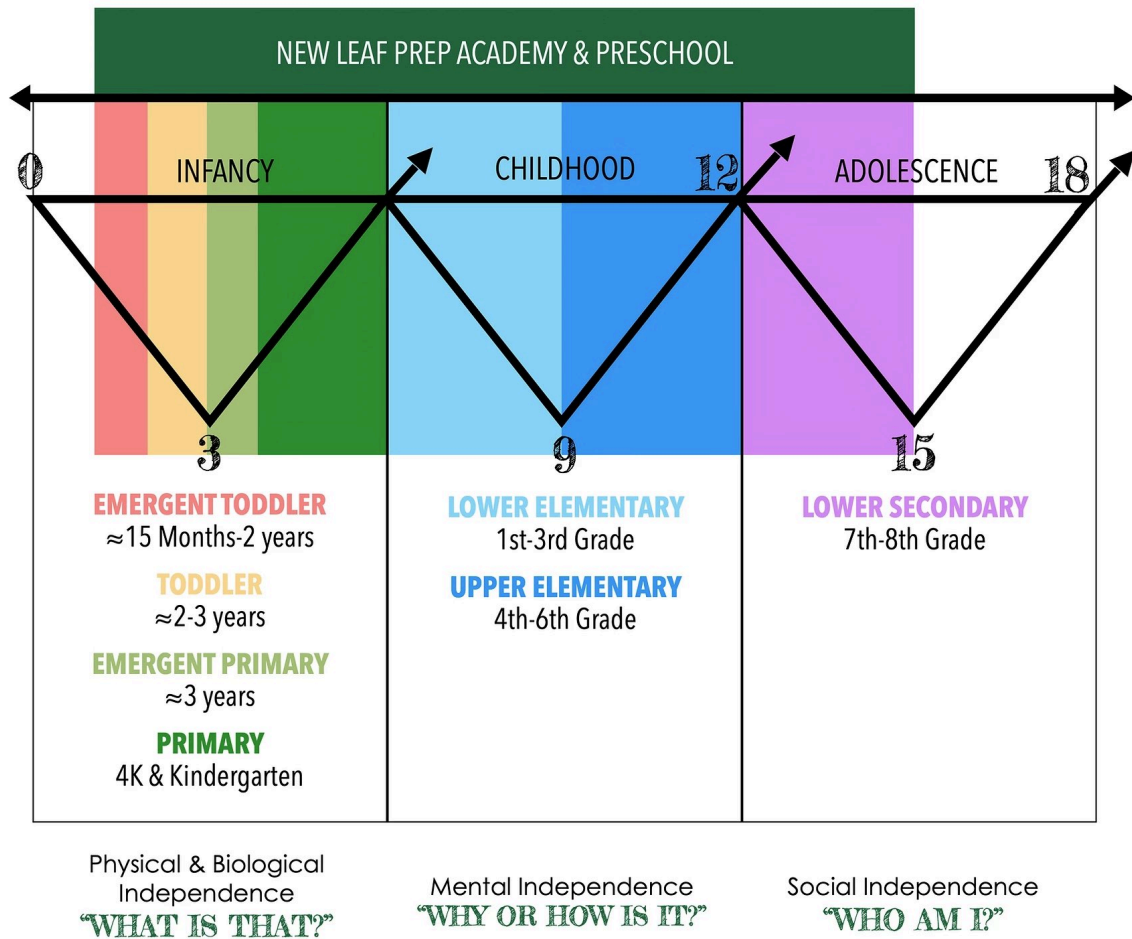 NEW LEAF PREP ACADEMY & PRESCHOOL
0
INFANCY
CHILDHOOD
12
ADOLESCENCE
18
3
9
15
EMERGENT TODDLER
≈15 Months-2 years
TODDLER
≈2-3 years
EMERGENT PRIMARY
≈3 years
PRIMARY
4K & Kindergarten
LOWER ELEMENTARY
1st-3rd Grade
UPPER ELEMENTARY
4th-6th Grade
LOWER SECONDARY
7th-8th Grade
Physical & Biological
Independence
“WHAT IS THAT?”
Mental Independence
“WHY OR HOW IS IT?”
Social Independence
“WHO AM I?”